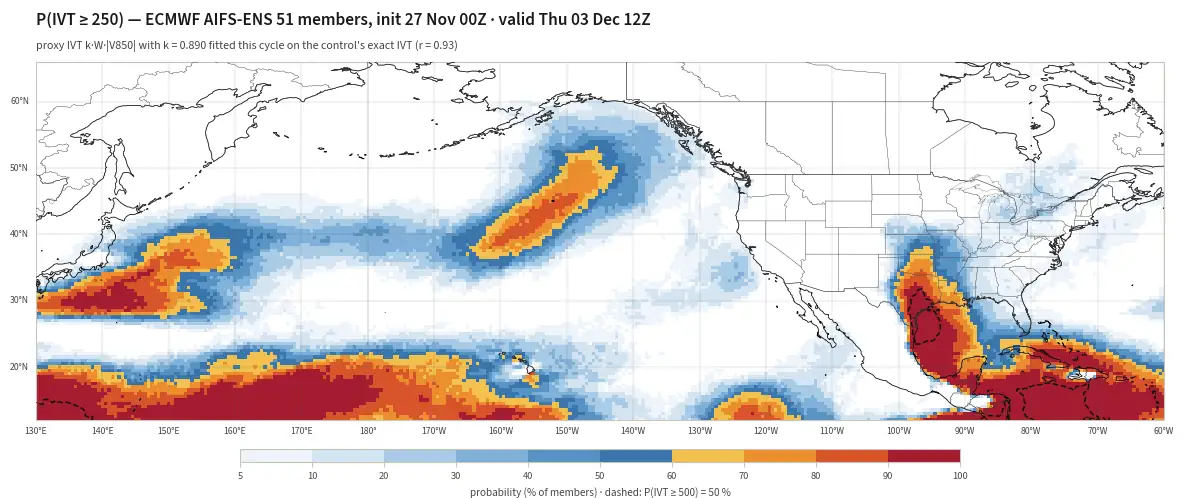 P(IVT ≥ 250) — ECMWF AIFS-ENS 51 members, init 27 Nov 00Z · valid Thu 03 Dec 12Z
proxy IVT k·W·|V850| with k = 0.890 fitted this cycle on the control's exact IVT (r = 0.93)
60°N
50°N
40°N
30°N
20°N
130°E 140°E 150°E 160°E 170°E 180° 170°W 160°W 150°W 140°W 130°W 120°W 110°W 100°W 90°W 80°W 70°W 60°W
5 10 20 30 40 50 60 70 80 90 100
probability (% of members) · dashed: P(IVT ≥ 500) = 50 %